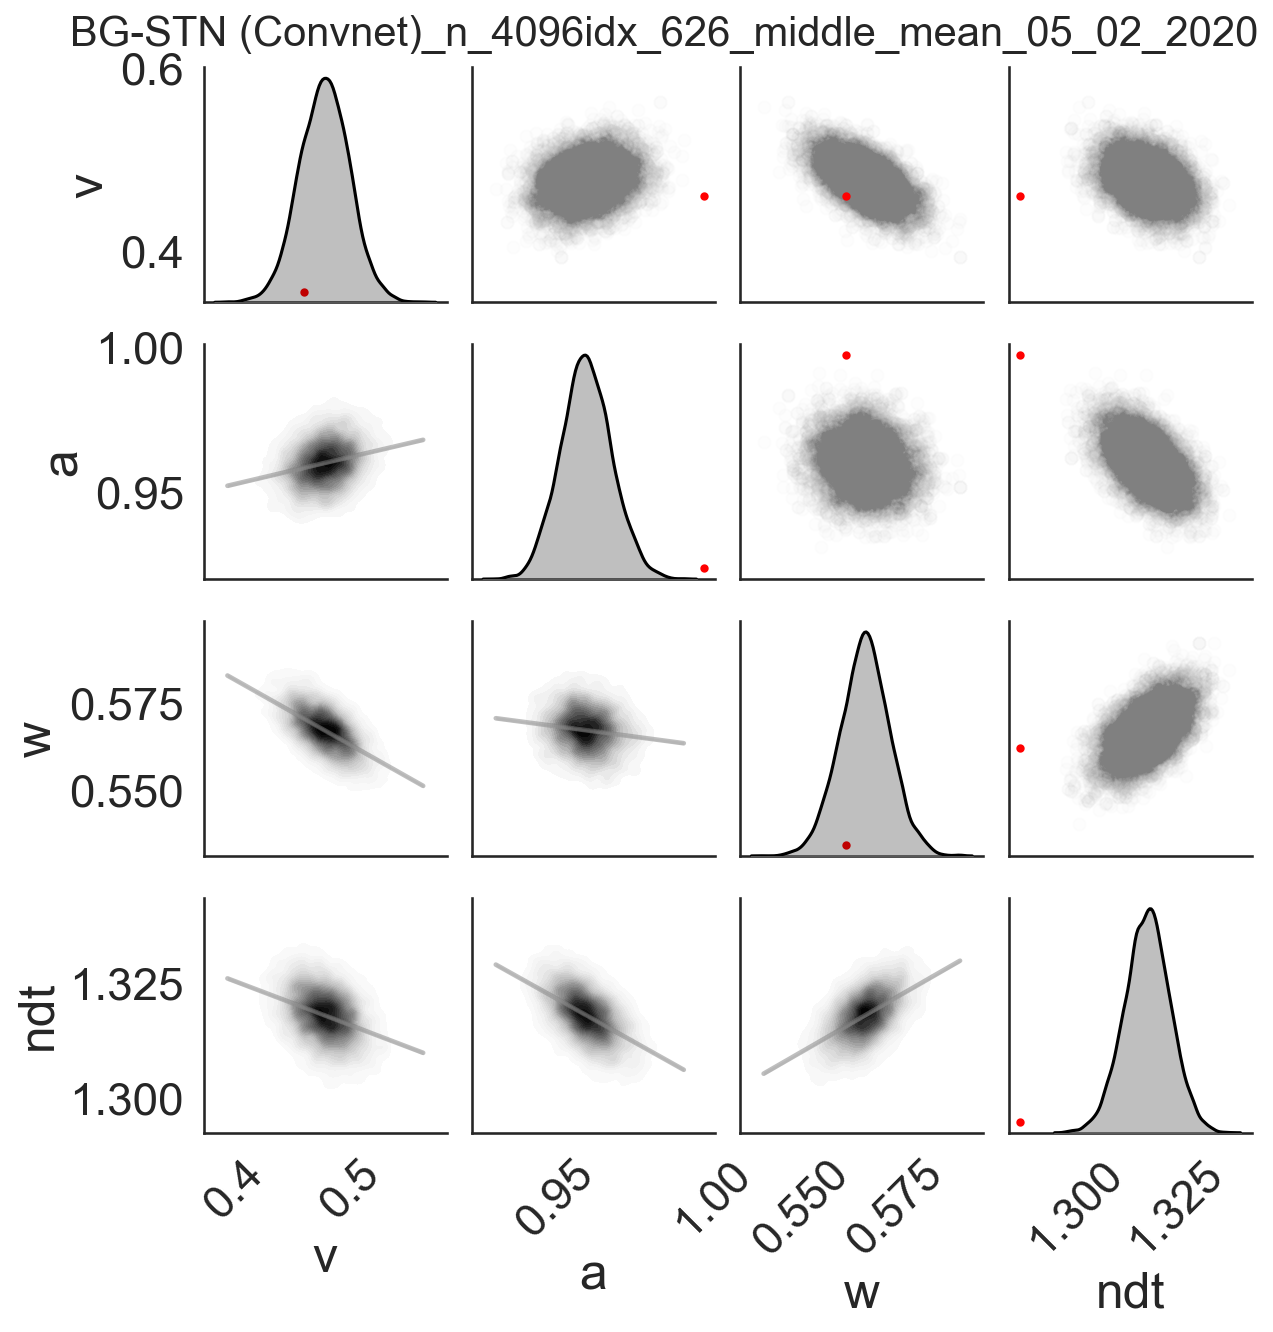 BG-STN (Convnet)_n_4096idx_626_middle_mean_05_02_2020
0.6
v
0.4
1.00
a
0.95
0.575
w
0.550
1.325
ndt
1.300
0.4 0.5 0.95 1.00 0.550 0.575 1.300 1.325
v a w ndt